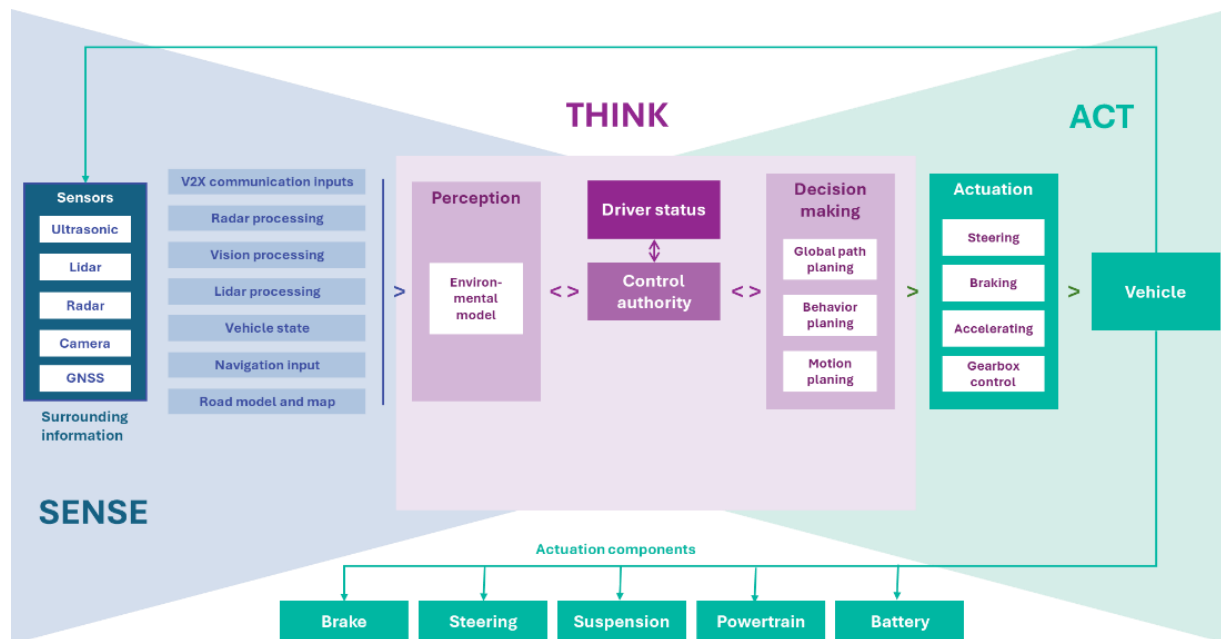 THINK
ACT
SENSE
Sensors
Ultrasonic
Lidar
Radar
Camera
GNSS
Surrounding
information
V2X communication inputs
Radar processing
Vision processing
Lidar processing
Vehicle state
Navigation input
Road model and map
>
Perception
Environ-
mental
model
< >
Driver status
Control
authority
< >
Decision
making
Global path
planing
Behavior
planing
Motion
planing
>
Actuation
Steering
Braking
Accelerating
Gearbox
control
>
Vehicle
Actuation components
Brake
Steering
Suspension
Powertrain
Battery